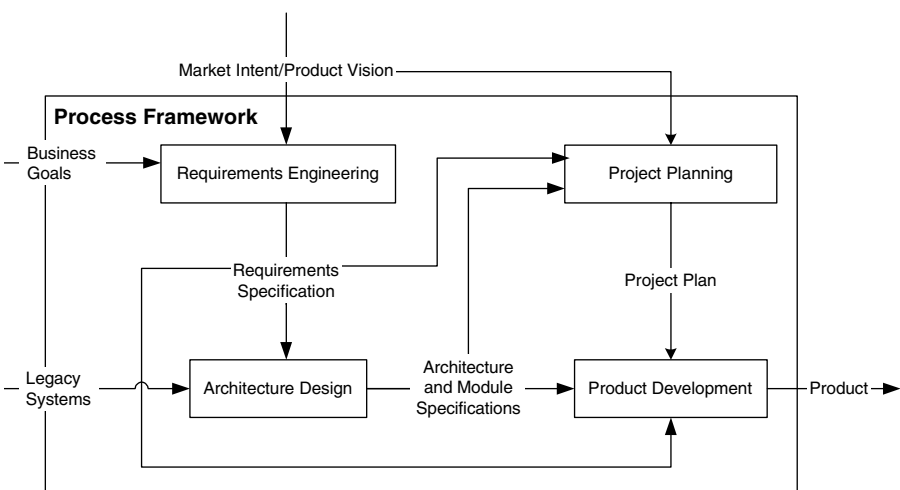 Market Intent/Product Vision
Process Framework
Business
Goals
Requirements Engineering
Project Planning
Requirements
Specification
Project Plan
Legacy
Systems
Architecture Design
Architecture
and Module
Specifications
Product Development
Product